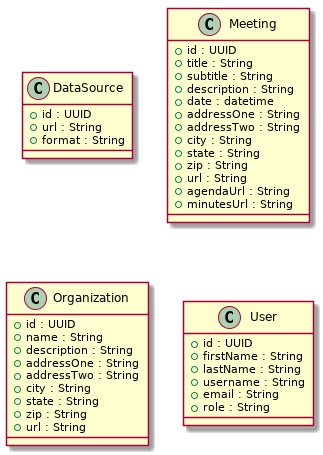 C DataSource
id : UUID
url : String
format : String
C Meeting
id : UUID
title : String
subtitle : String
description : String
date : datetime
addressOne : String
addressTwo : String
city : String
state : String
zip : String
url : String
agendaUrl : String
minutesUrl : String
C Organization
id : UUID
name : String
description : String
addressOne : String
addressTwo : String
city : String
state : String
zip : String
url : String
C User
id : UUID
firstName : String
lastName : String
username : String
email : String
role : String